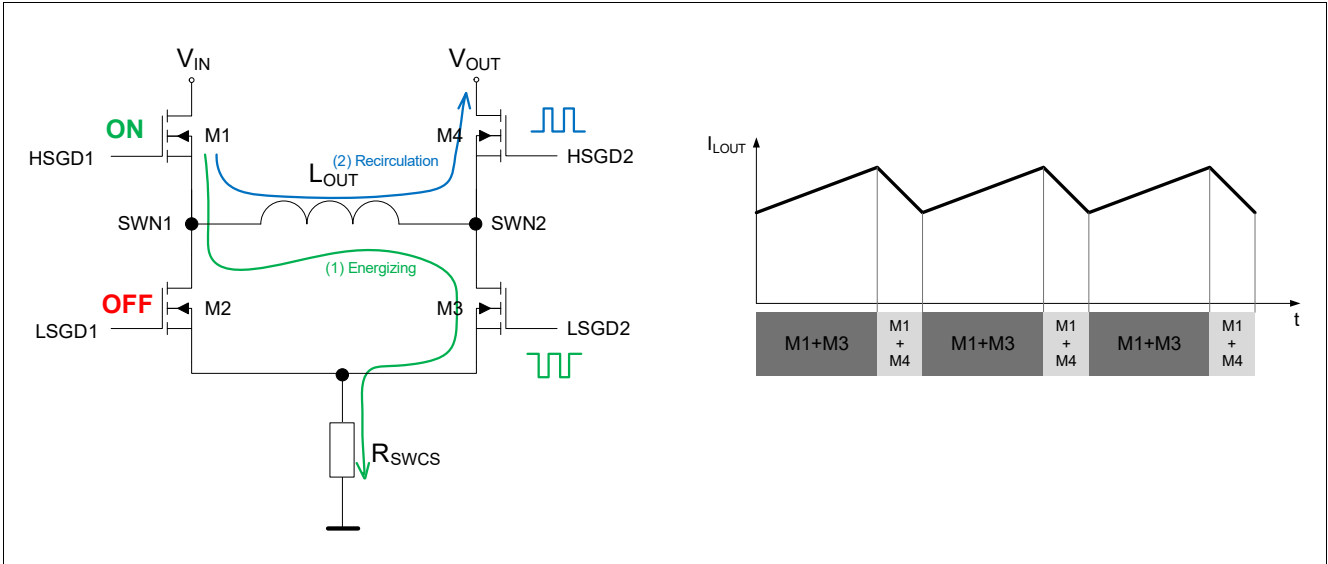 VIN
VOUT
ON
M1
M4
HSGD1
(2) Recirculation
HSGD2
LOUT
SWN1
SWN2
(1) Energizing
OFF
M2
M3
LSGD1
LSGD2
RSWCS
ILOUT
t
M1+M3
M1
+
M4
M1+M3
M1
+
M4
M1+M3
M1
+
M4